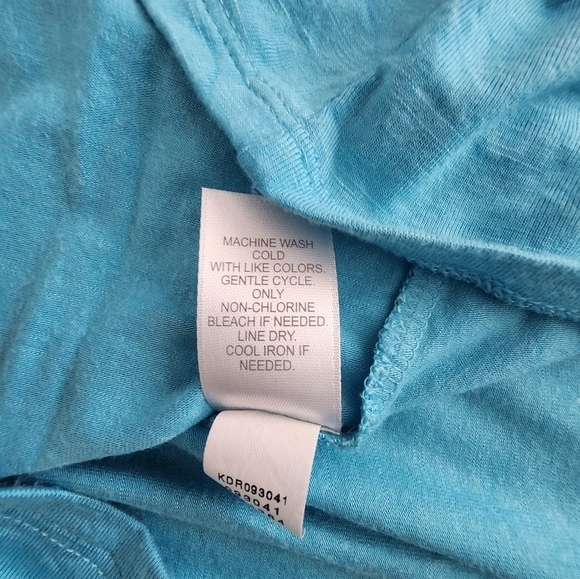 MACHINE WASH
COLD
WITH LIKE COLORS.
GENTLE CYCLE.
ONLY
NON-CHLORINE
BLEACH IF NEEDED.
LINE DRY.
COOL IRON IF
NEEDED.
KDR093041
093041